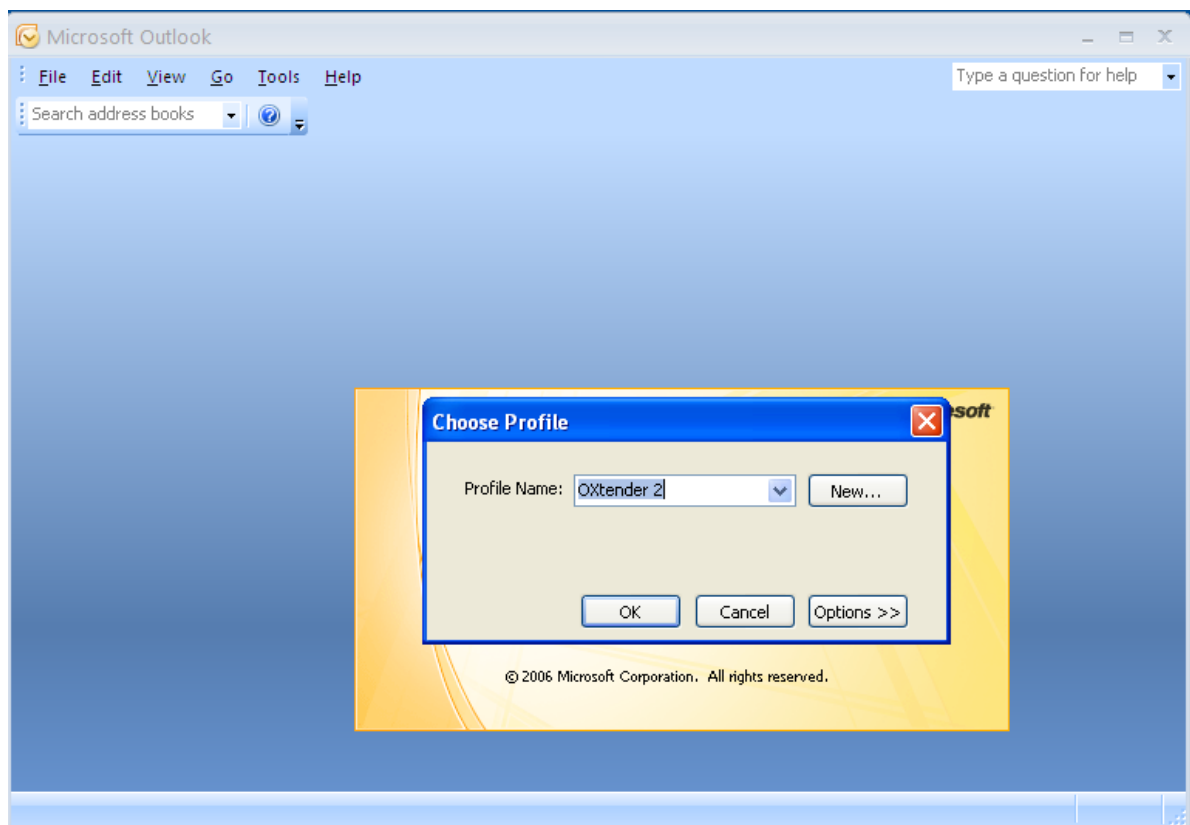 Microsoft Outlook
File Edit View Go Tools Help
Type a question for help
Search address books
Choose Profile
Profile Name: OXtender 2 New...
OK Cancel Options >>
© 2006 Microsoft Corporation. All rights reserved.